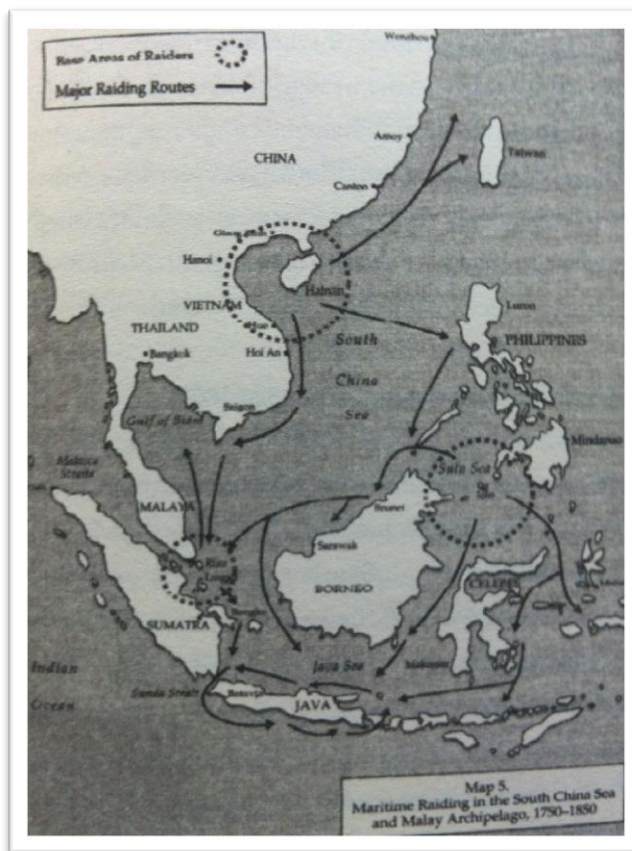 Base Areas of Raiders
Major Raiding Routes
Wenzhou
Amoy
Taiwan
CHINA
Canton
Hanoi
Hainan
VIETNAM
Luzon
Hue
THAILAND
South
PHILIPPINES
Bangkok
Hoi An
China
Saigon
Sea
Gulf of Siam
Mindanao
Sulu Sea
Straits
MALAYA
Brunei
Sarawak
Riau
BORNEO
CELEBES
SUMATRA
Java Sea
Makassar
Indian
Sunda Strait
Batavia
Ocean
JAVA
Map 5.
Maritime Raiding in the South China Sea
and Malay Archipelago, 1750–1850